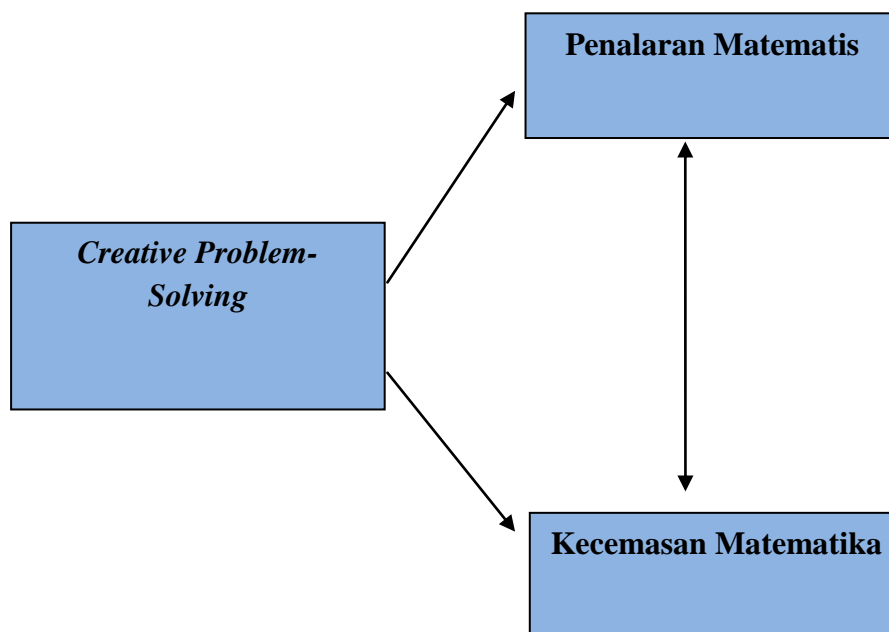 Penalaran Matematis
Creative Problem-
Solving
Kecemasan Matematika